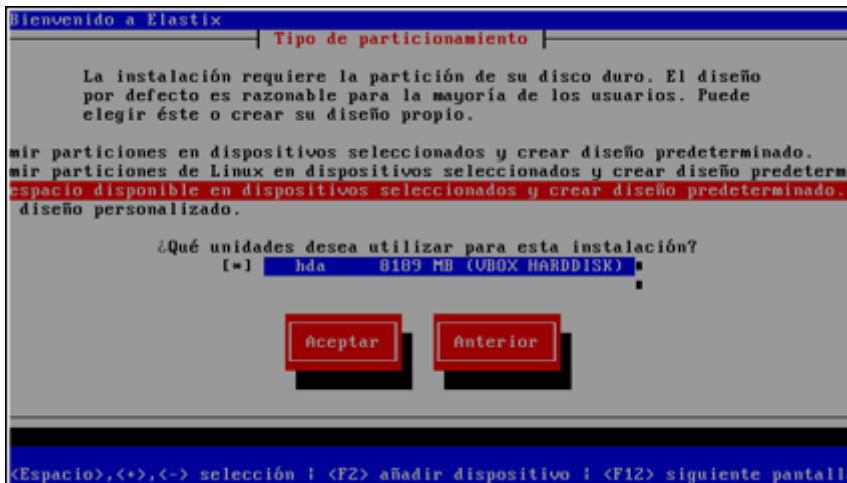 Bienvenido a Elastix
Tipo de particionamiento
La instalación requiere la partición de su disco duro. El diseño
por defecto es razonable para la mayoría de los usuarios. Puede
elegir éste o crear su diseño propio.
mir particiones en dispositivos seleccionados y crear diseño predeterminado.
mir particiones de Linux en dispositivos seleccionados y crear diseño predeterm
espacio disponible en dispositivos seleccionados y crear diseño predeterminado.
diseño personalizado.
¿Qué unidades desea utilizar para esta instalación?
[*] hda 8189 MB (VBOX HARDDISK)
Aceptar Anterior
<Espacio>,<+>,<-> selección | <F2> añadir dispositivo | <F12> siguiente pantall